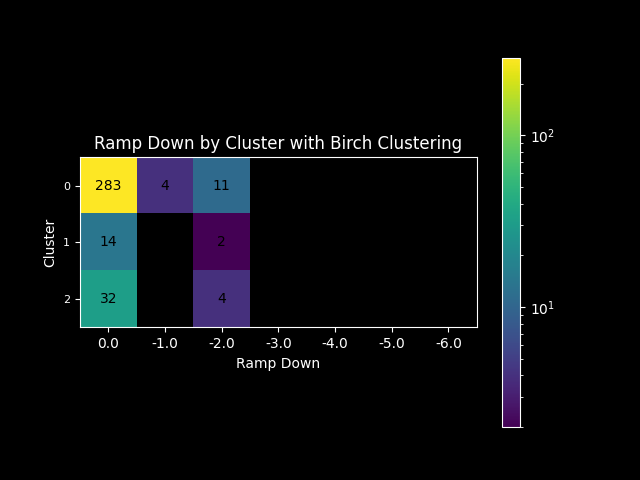 Ramp Down by Cluster with Birch Clustering
10²
10¹
Cluster
0 283 4 11
1 14 2
2 32 4
0.0 -1.0 -2.0 -3.0 -4.0 -5.0 -6.0
Ramp Down